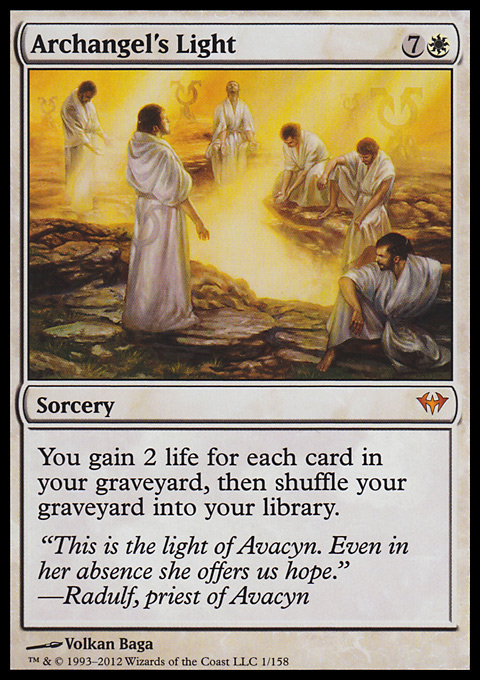 Archangel's Light 7
Sorcery
You gain 2 life for each card in
your graveyard, then shuffle your
graveyard into your library.
“This is the light of Avacyn. Even in
her absence she offers us hope.”
—Radulf, priest of Avacyn
Volkan Baga
™ & © 1993–2012 Wizards of the Coast LLC 1/158